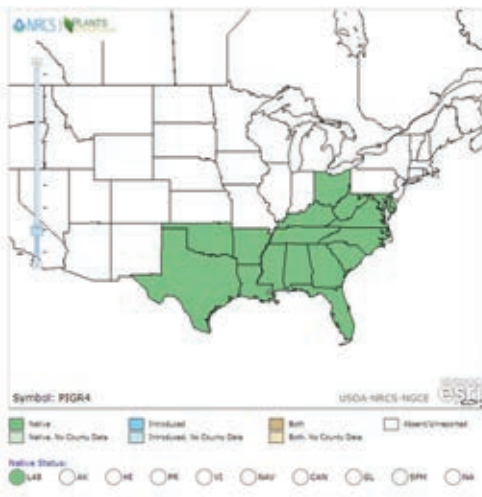 NRCS PLANTS
Symbol: PIGR4
USDA-NRCS-NGCE
esri
Native
Introduced
Both
Absent/Unreported
Native, No County Data
Introduced, No County Data
Both, No County Data
Native Status:
L48 AK HI PR VI NAV CAN GL SPM NA